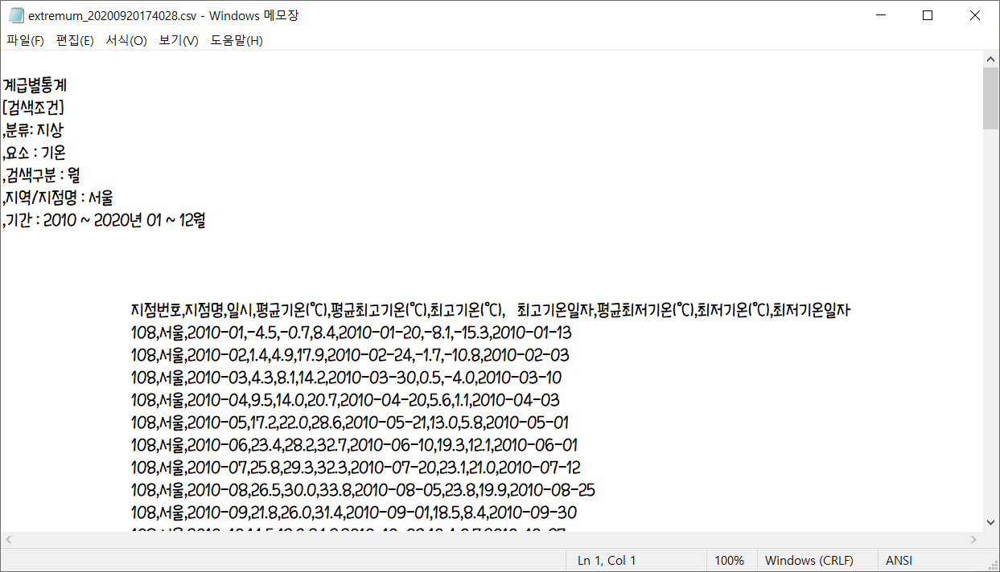 extremum_20200920174028.csv - Windows 메모장
파일(F) 편집(E) 서식(O) 보기(V) 도움말(H)
계급별통계
[검색조건]
,분류: 지상
,요소 : 기온
,검색구분 : 월
,지역/지점명 : 서울
,기간 : 2010 ~ 2020년 01 ~ 12월
지점번호,지점명,일시,평균기온(℃),평균최고기온(℃),최고기온(℃), 최고기온일자,평균최저기온(℃),최저기온(℃),최저기온일자
108,서울,2010-01,-4.5,-0.7,8.4,2010-01-20,-8.1,-15.3,2010-01-13
108,서울,2010-02,1.4,4.9,17.9,2010-02-24,-1.7,-10.8,2010-02-03
108,서울,2010-03,4.3,8.1,14.2,2010-03-30,0.5,-4.0,2010-03-10
108,서울,2010-04,9.5,14.0,20.7,2010-04-20,5.6,1.1,2010-04-03
108,서울,2010-05,17.2,22.0,28.6,2010-05-21,13.0,5.8,2010-05-01
108,서울,2010-06,23.4,28.2,32.7,2010-06-10,19.3,12.1,2010-06-01
108,서울,2010-07,25.8,29.3,32.3,2010-07-20,23.1,21.0,2010-07-12
108,서울,2010-08,26.5,30.0,33.8,2010-08-05,23.8,19.9,2010-08-25
108,서울,2010-09,21.8,26.0,31.4,2010-09-01,18.5,8.4,2010-09-30
Ln 1, Col 1 100% Windows (CRLF) ANSI